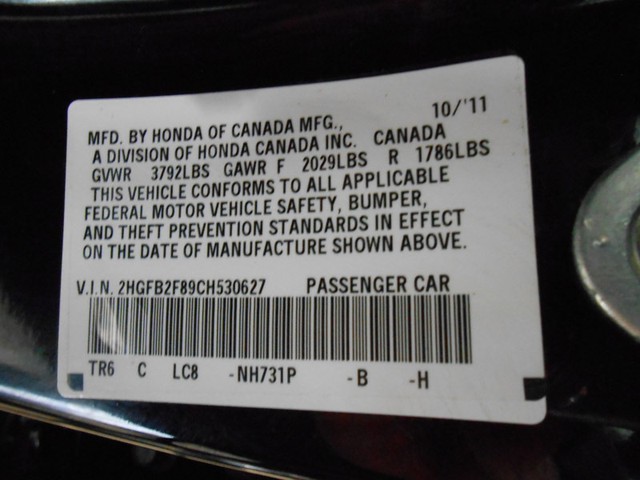 10/'11
MFD. BY HONDA OF CANADA MFG.,
A DIVISION OF HONDA CANADA INC. CANADA
GVWR 3792LBS GAWR F 2029LBS R 1786LBS
THIS VEHICLE CONFORMS TO ALL APPLICABLE
FEDERAL MOTOR VEHICLE SAFETY, BUMPER,
AND THEFT PREVENTION STANDARDS IN EFFECT
ON THE DATE OF MANUFACTURE SHOWN ABOVE.
V.I.N. 2HGFB2F89CH530627 PASSENGER CAR
TR6 C LC8 -NH731P -B -H